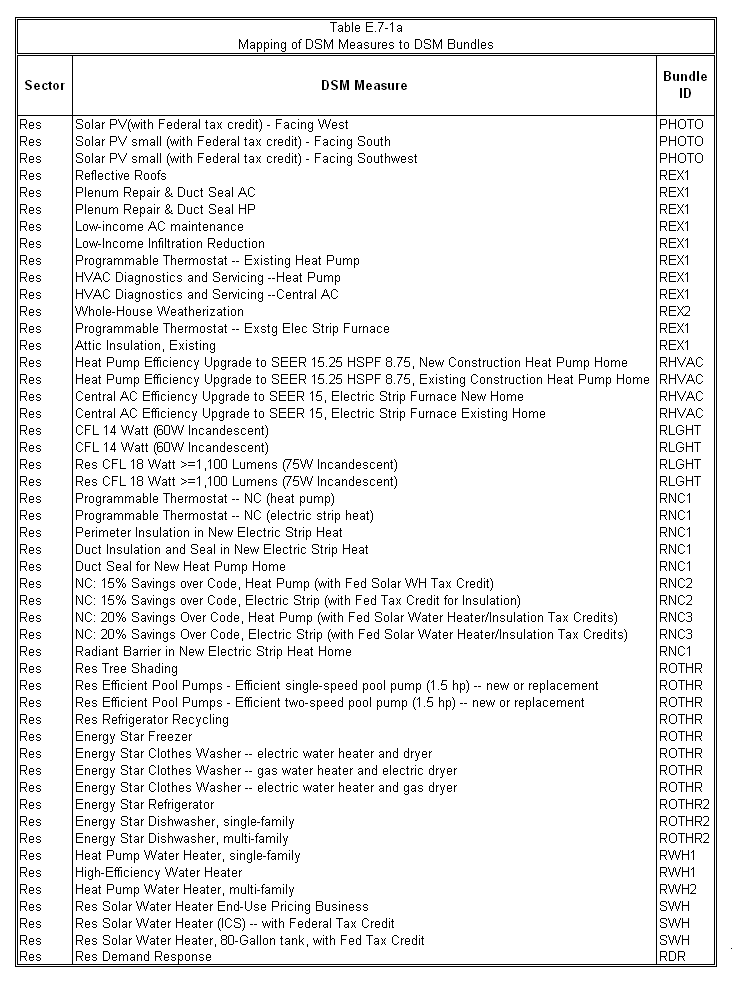 Table E.7-1a
Mapping of DSM Measures to DSM Bundles
Sector DSM Measure Bundle ID
Res Solar PV(with Federal tax credit) - Facing West PHOTO
Res Solar PV small (with Federal tax credit) - Facing South PHOTO
Res Solar PV small (with Federal tax credit) - Facing Southwest PHOTO
Res Reflective Roofs REX1
Res Plenum Repair & Duct Seal AC REX1
Res Plenum Repair & Duct Seal HP REX1
Res Low-income AC maintenance REX1
Res Low-Income Infiltration Reduction REX1
Res Programmable Thermostat -- Existing Heat Pump REX1
Res HVAC Diagnostics and Servicing --Heat Pump REX1
Res HVAC Diagnostics and Servicing --Central AC REX1
Res Whole-House Weatherization REX2
Res Programmable Thermostat -- Exstg Elec Strip Furnace REX1
Res Attic Insulation, Existing REX1
Res Heat Pump Efficiency Upgrade to SEER 15.25 HSPF 8.75, New Construction Heat Pump Home RHVAC
Res Heat Pump Efficiency Upgrade to SEER 15.25 HSPF 8.75, Existing Construction Heat Pump Home RHVAC
Res Central AC Efficiency Upgrade to SEER 15, Electric Strip Furnace New Home RHVAC
Res Central AC Efficiency Upgrade to SEER 15, Electric Strip Furnace Existing Home RHVAC
Res CFL 14 Watt (60W Incandescent) RLGHT
Res CFL 14 Watt (60W Incandescent) RLGHT
Res Res CFL 18 Watt >=1,100 Lumens (75W Incandescent) RLGHT
Res Res CFL 18 Watt >=1,100 Lumens (75W Incandescent) RLGHT
Res Programmable Thermostat -- NC (heat pump) RNC1
Res Programmable Thermostat -- NC (electric strip heat) RNC1
Res Perimeter Insulation in New Electric Strip Heat RNC1
Res Duct Insulation and Seal in New Electric Strip Heat RNC1
Res Duct Seal for New Heat Pump Home RNC1
Res NC: 15% Savings over Code, Heat Pump (with Fed Solar WH Tax Credit) RNC2
Res NC: 15% Savings over Code, Electric Strip (with Fed Tax Credit for Insulation) RNC2
Res NC: 20% Savings Over Code, Heat Pump (with Fed Solar Water Heater/Insulation Tax Credits) RNC3
Res NC: 20% Savings Over Code, Electric Strip (with Fed Solar Water Heater/Insulation Tax Credits) RNC3
Res Radiant Barrier in New Electric Strip Heat Home RNC1
Res Res Tree Shading ROTHR
Res Res Efficient Pool Pumps - Efficient single-speed pool pump (1.5 hp) -- new or replacement ROTHR
Res Res Efficient Pool Pumps - Efficient two-speed pool pump (1.5 hp) -- new or replacement ROTHR
Res Res Refrigerator Recycling ROTHR
Res Energy Star Freezer ROTHR
Res Energy Star Clothes Washer -- electric water heater and dryer ROTHR
Res Energy Star Clothes Washer -- gas water heater and electric dryer ROTHR
Res Energy Star Clothes Washer -- electric water heater and gas dryer ROTHR
Res Energy Star Refrigerator ROTHR2
Res Energy Star Dishwasher, single-family ROTHR2
Res Energy Star Dishwasher, multi-family ROTHR2
Res Heat Pump Water Heater, single-family RWH1
Res High-Efficiency Water Heater RWH1
Res Heat Pump Water Heater, multi-family RWH2
Res Res Solar Water Heater End-Use Pricing Business SWH
Res Res Solar Water Heater (ICS) -- with Federal Tax Credit SWH
Res Res Solar Water Heater, 80-Gallon tank, with Fed Tax Credit SWH
Res Res Demand Response RDR